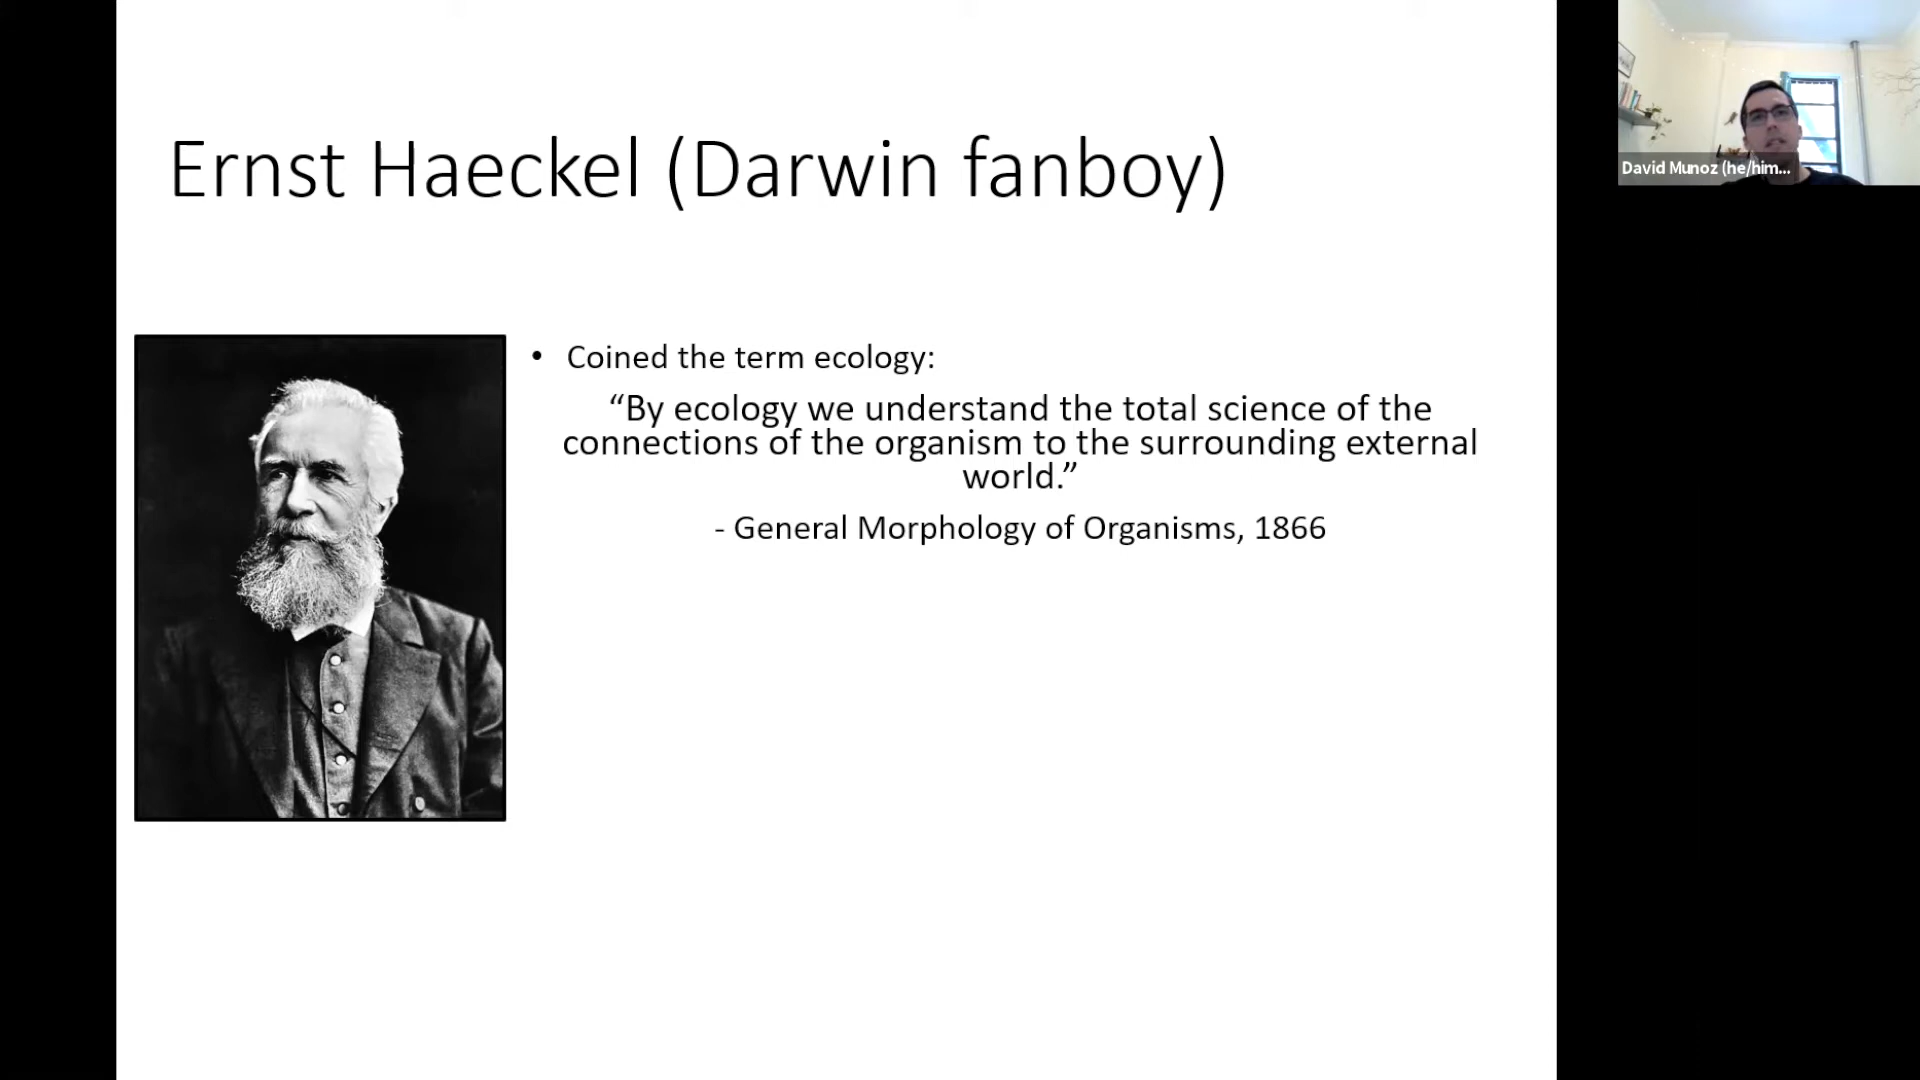 Ernst Haeckel (Darwin fanboy)
• Coined the term ecology:
“By ecology we understand the total science of the
connections of the organism to the surrounding external
world.”
- General Morphology of Organisms, 1866
David Munoz (he/him...